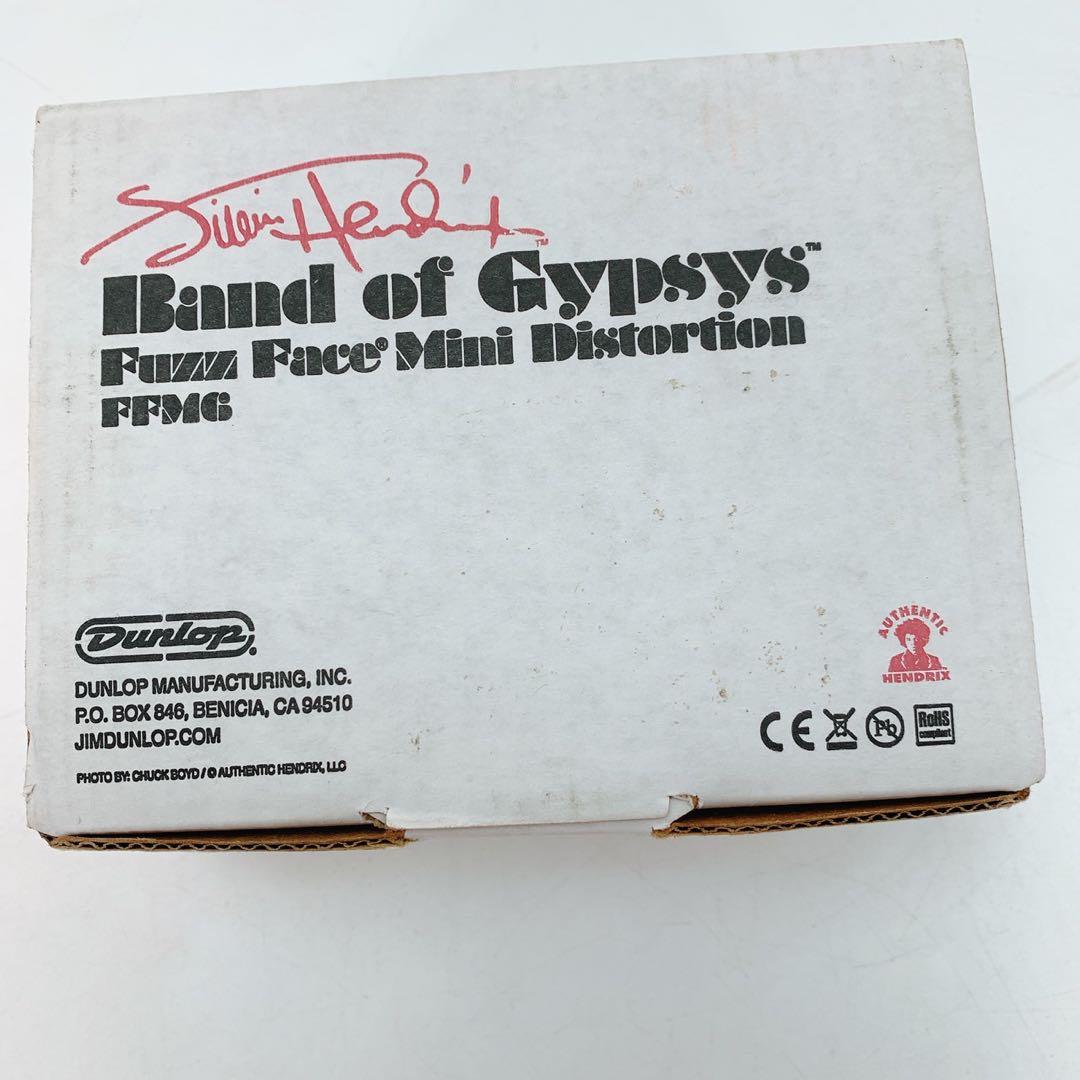 Jimi Hendrix™
Band of Gypsys™
Fuzz Face® Mini Distortion
FFM6
Dunlop.
DUNLOP MANUFACTURING, INC.
P.O. BOX 846, BENICIA, CA 94510
JIMDUNLOP.COM
PHOTO BY: CHUCK BOYD / © AUTHENTIC HENDRIX, LLC
AUTHENTIC
HENDRIX
CE Pb RoHS
compliant